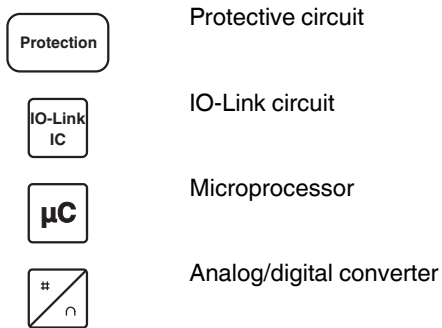 Protection
Protective circuit
IO-Link
IC
IO-Link circuit
µC
Microprocessor
#
∩
Analog/digital converter